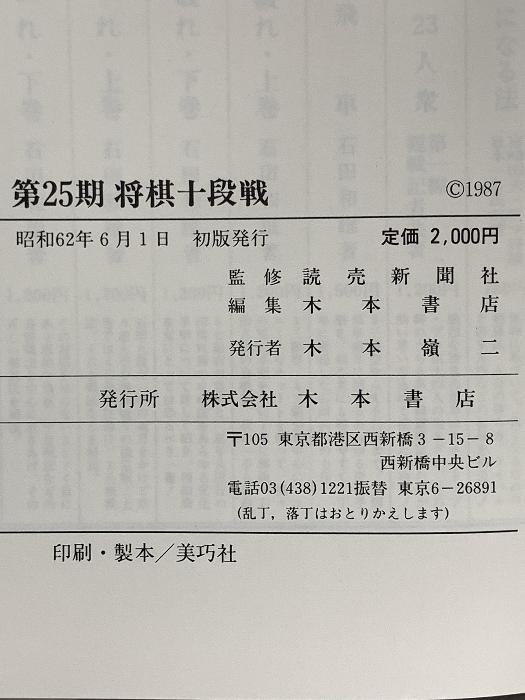 第25期 将棋十段戦 ©1987
昭和62年6月1日 初版発行 定価 2,000円
監修 読売新聞社
編集 木本書店
発行者 木本嶺二
発行所 株式会社 木本書店
〒105 東京都港区西新橋3-15-8
西新橋中央ビル
電話03(438)1221振替 東京6-26891
(乱丁,落丁はおとりかえします)
印刷・製本/美巧社